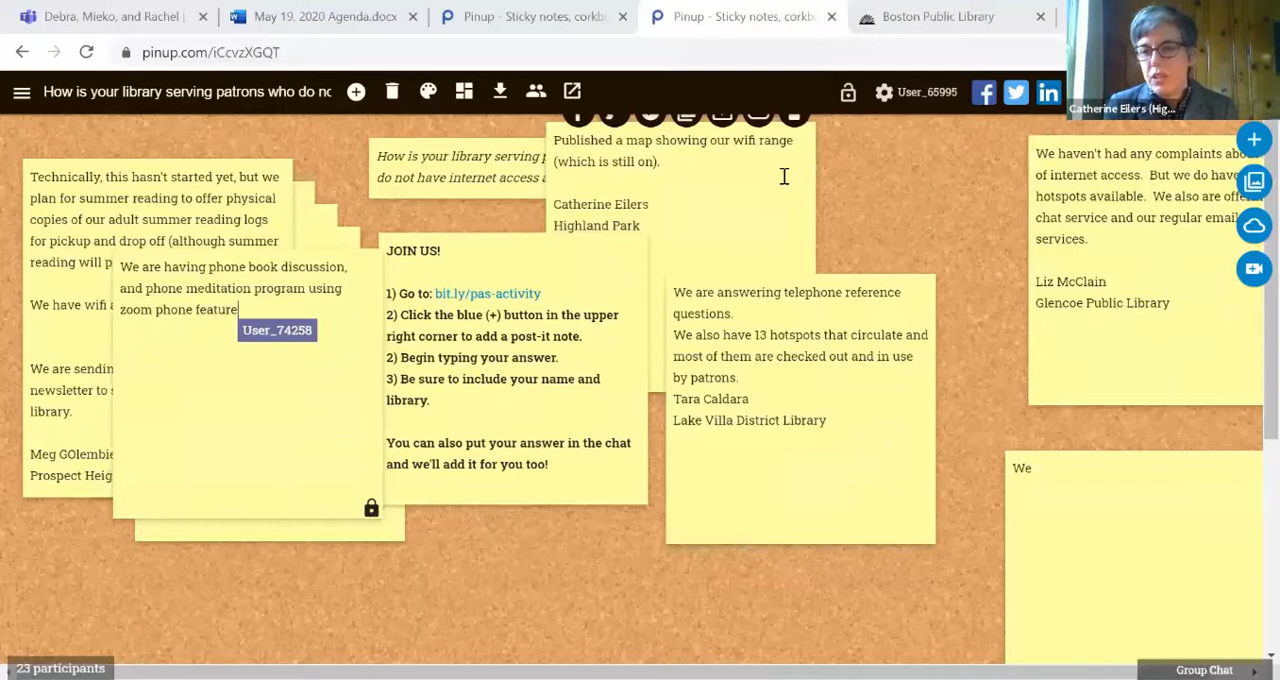 Debra, Mieko, and Rachel
May 19, 2020 Agenda.docx
Pinup - Sticky notes, corkb
Pinup - Sticky notes, corkb
Boston Public Library
pinup.com/iCcvzXGQT
How is your library serving patrons who do no
User_65995
Catherine Eilers (Hig...
Technically, this hasn't started yet, but we
plan for summer reading to offer physical
copies of our adult summer reading logs
for pickup and drop off (although summer
reading will p
We have wifi a
We are sendin
newsletter to s
library.
Meg GOlembie
Prospect Heig
We are having phone book discussion,
and phone meditation program using
zoom phone feature
User_74258
How is your library serving p
do not have internet access a
JOIN US!
1) Go to: bit.ly/pas-activity
2) Click the blue (+) button in the upper
right corner to add a post-it note.
2) Begin typing your answer.
3) Be sure to include your name and
library.
You can also put your answer in the chat
and we'll add it for you too!
Published a map showing our wifi range
(which is still on).
Catherine Eilers
Highland Park
We are answering telephone reference
questions.
We also have 13 hotspots that circulate and
most of them are checked out and in use
by patrons.
Tara Caldara
Lake Villa District Library
We haven't had any complaints abo
of internet access. But we do have
hotspots available. We also are offe
chat service and our regular email
services.
Liz McClain
Glencoe Public Library
We
23 participants
Group Chat